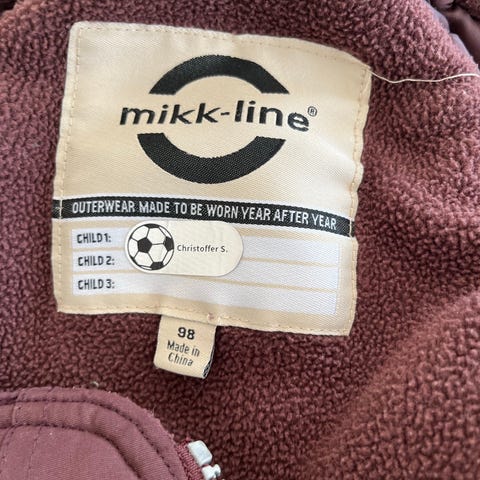 mikk-line®
OUTERWEAR MADE TO BE WORN YEAR AFTER YEAR
CHILD 1:
Christoffer S.
CHILD 2:
CHILD 3:
98
Made in
China